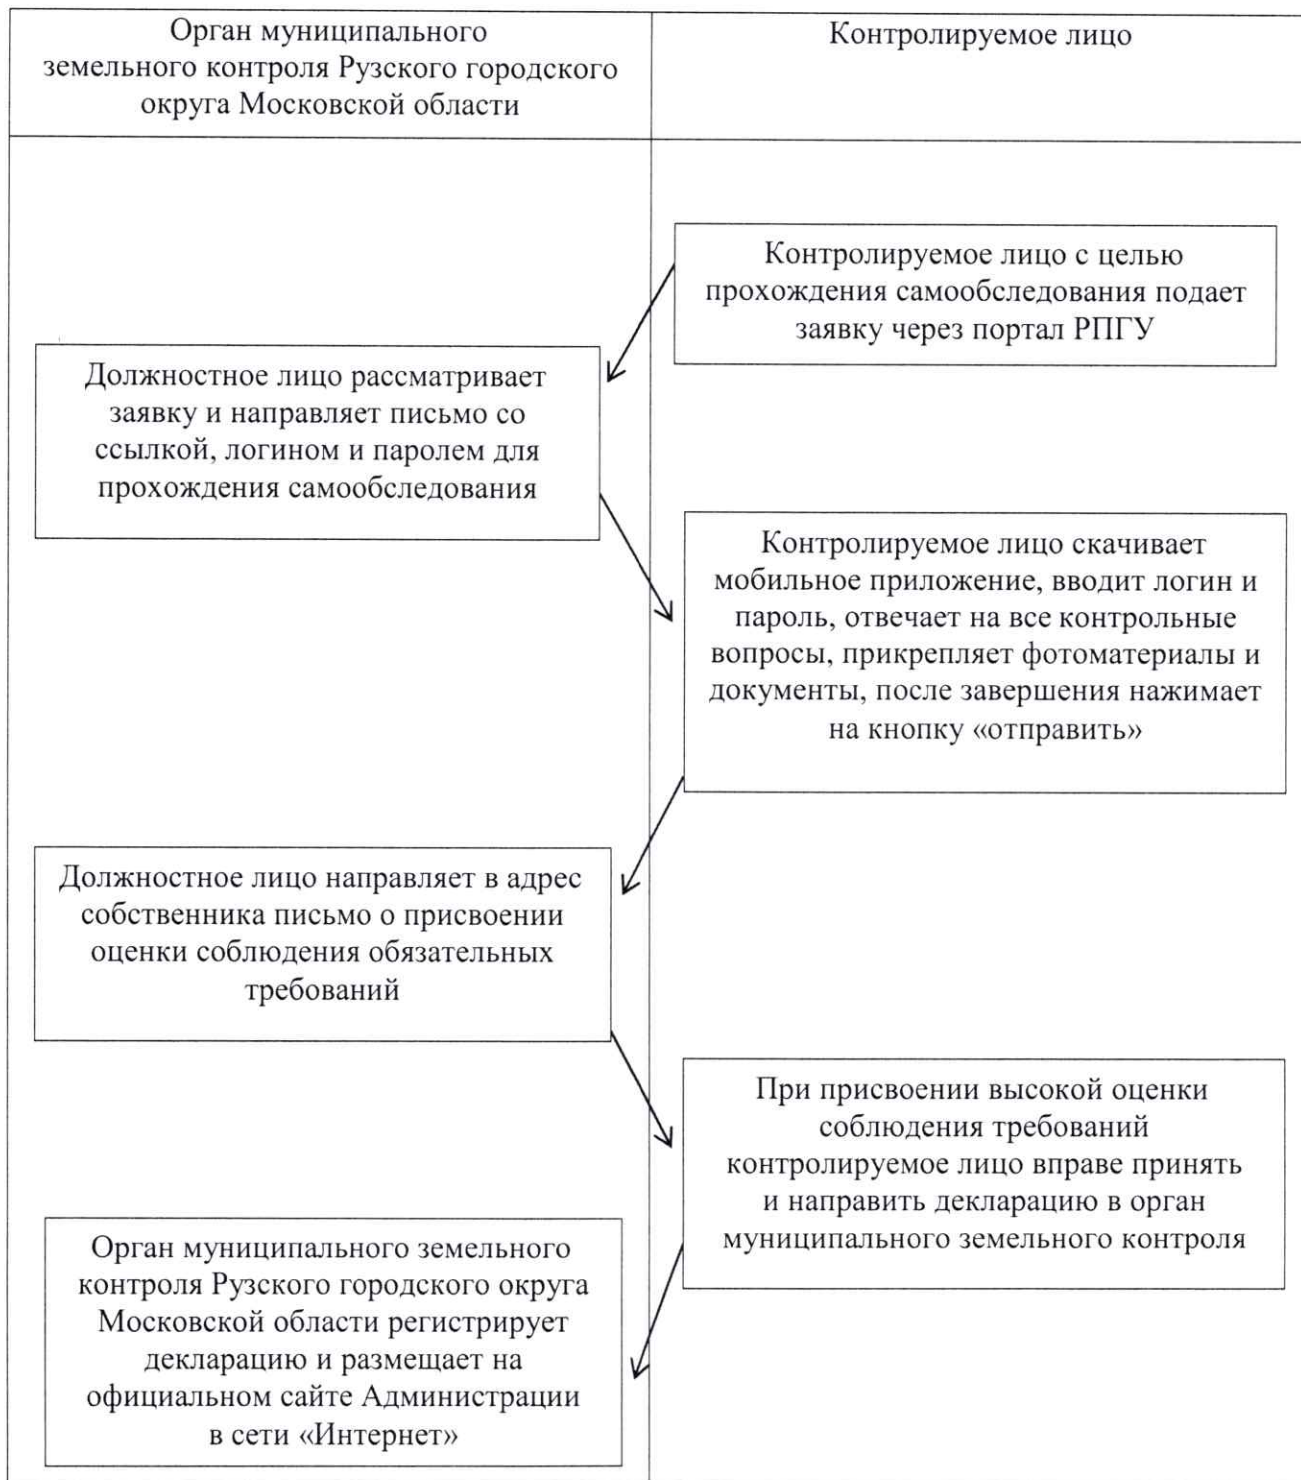 Орган муниципального
земельного контроля Рузского городского
округа Московской области
Контролируемое лицо
Контролируемое лицо с целью
прохождения самообследования подает
заявку через портал РПГУ
Должностное лицо рассматривает
заявку и направляет письмо со
ссылкой, логином и паролем для
прохождения самообследования
Контролируемое лицо скачивает
мобильное приложение, вводит логин и
пароль, отвечает на все контрольные
вопросы, прикрепляет фотоматериалы и
документы, после завершения нажимает
на кнопку «отправить»
Должностное лицо направляет в адрес
собственника письмо о присвоении
оценки соблюдения обязательных
требований
При присвоении высокой оценки
соблюдения требований
контролируемое лицо вправе принять
и направить декларацию в орган
муниципального земельного контроля
Орган муниципального земельного
контроля Рузского городского округа
Московской области регистрирует
декларацию и размещает на
официальном сайте Администрации
в сети «Интернет»